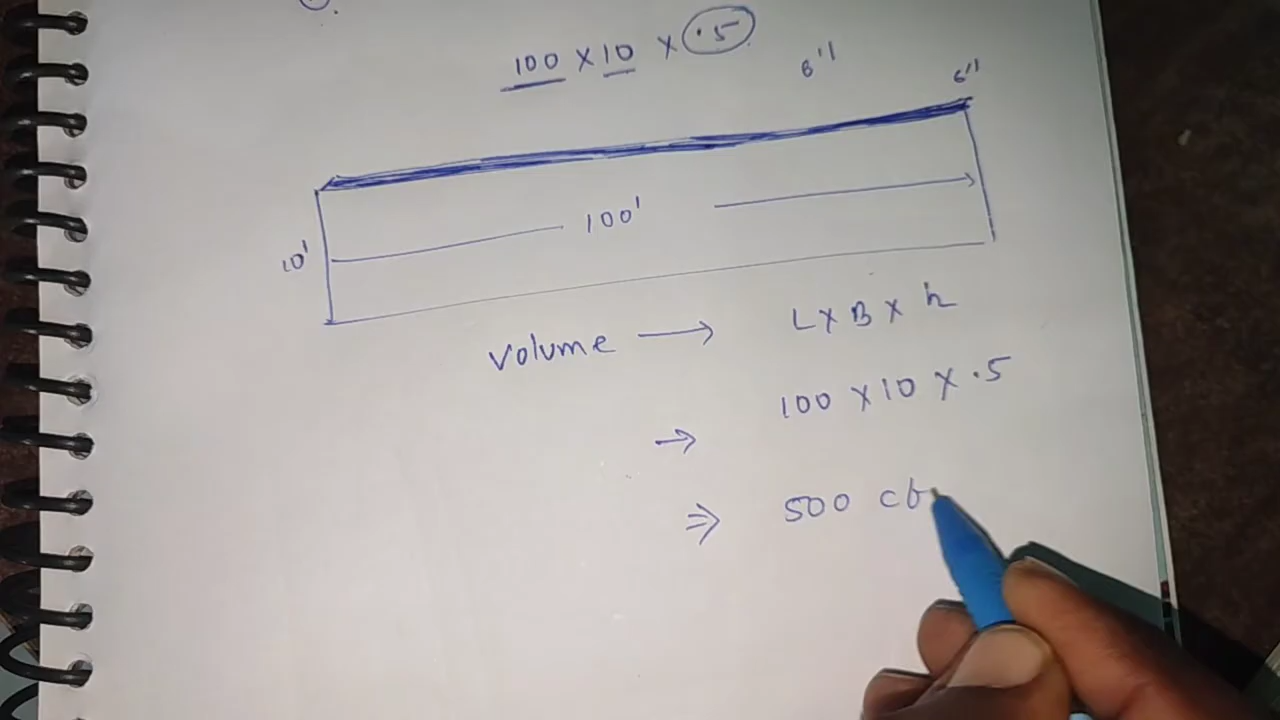 100 X 10 X .5
6"
6"
100'
10'
Volume → L X B X h
→ 100 X 10 X .5
⇒ 500 cb